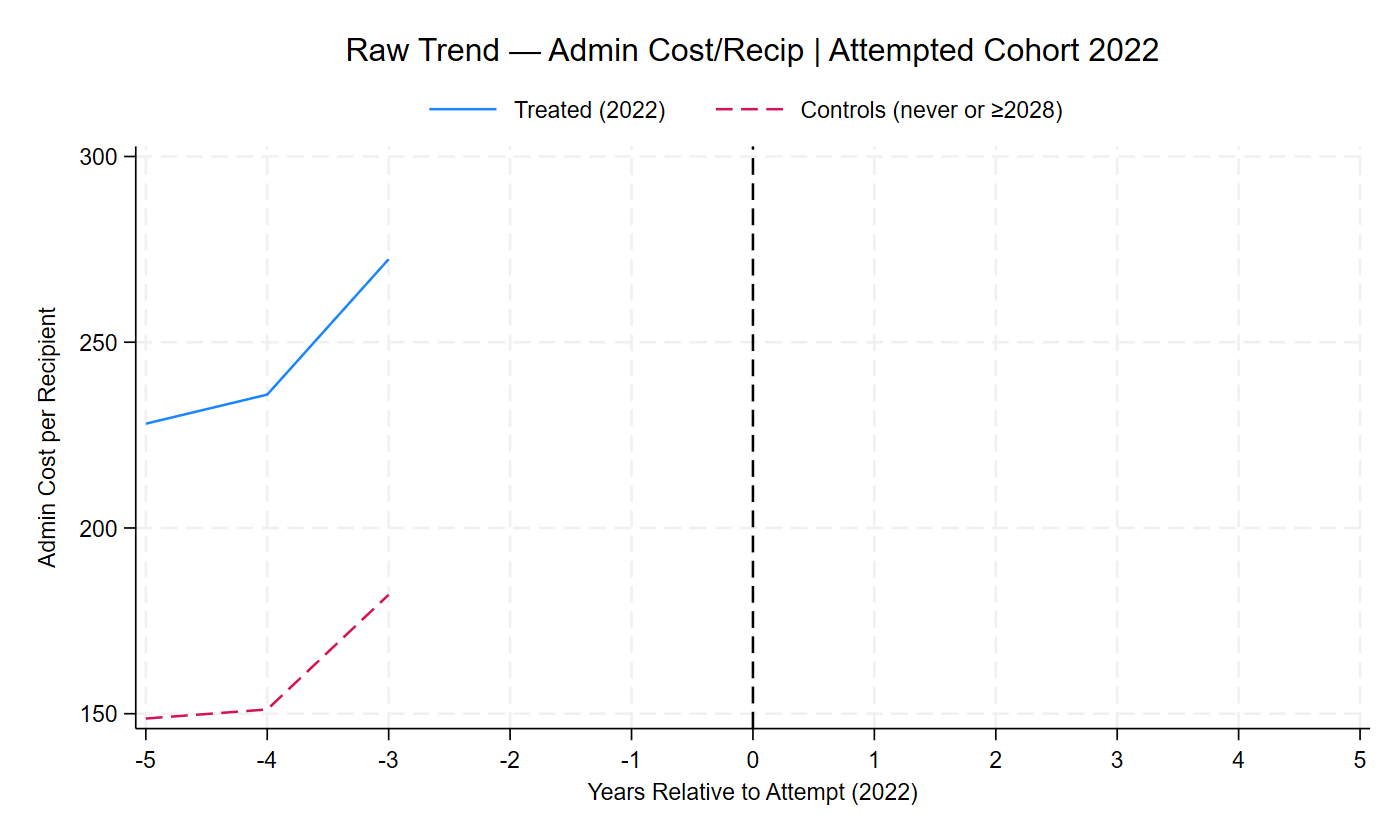 Raw Trend — Admin Cost/Recip | Attempted Cohort 2022
Treated (2022)
Controls (never or ≥2028)
Admin Cost per Recipient
300
250
200
150
-5 -4 -3 -2 -1 0 1 2 3 4 5
Years Relative to Attempt (2022)